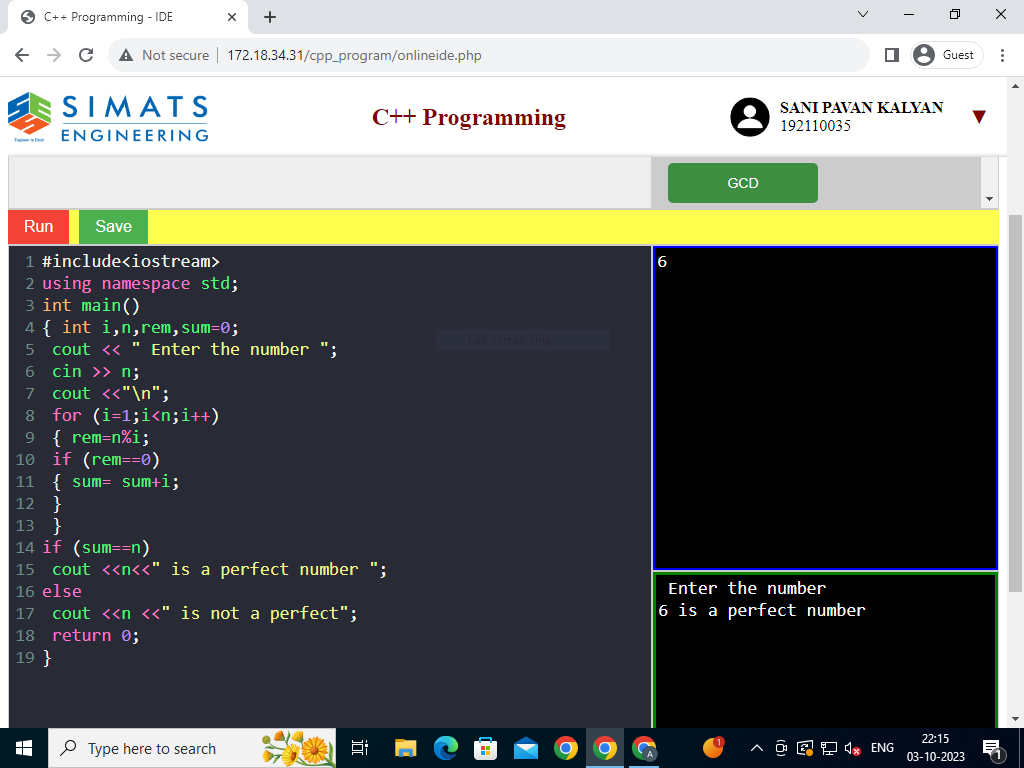 C++ Programming - IDE
Not secure
172.18.34.31/cpp_program/onlineide.php
Guest
SIMATS
ENGINEERING
C++ Programming
SANI PAVAN KALYAN
192110035
GCD
Run
Save
1 #include<iostream>
2 using namespace std;
3 int main()
4 { int i,n,rem,sum=0;
5  cout << " Enter the number ";
6  cin >> n;
7  cout <<"\n";
8  for (i=1;i<n;i++)
9  { rem=n%i;
10  if (rem==0)
11  { sum= sum+i;
12  }
13  }
14 if (sum==n)
15  cout <<n<<" is a perfect number ";
16 else
17  cout <<n <<" is not a perfect";
18  return 0;
19 }
6
Enter the number
6 is a perfect number
Type here to search
1
A
ENG
22:15
03-10-2023
1